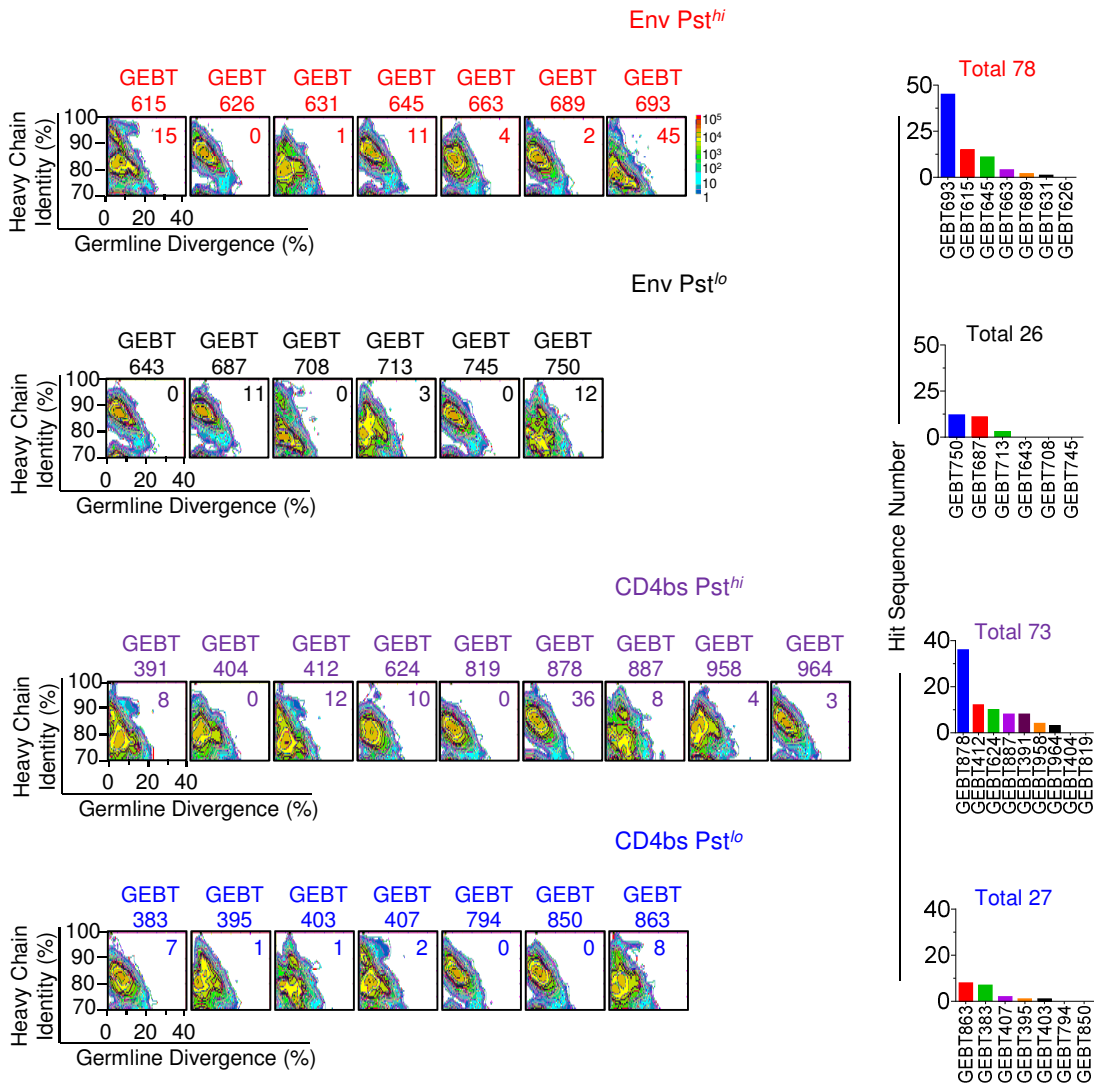 Env Pst^hi
GEBT GEBT GEBT GEBT GEBT GEBT GEBT
615 626 631 645 663 689 693
Heavy Chain
Identity (%)
100
90
80
70
15 0 1 11 4 2 45
10^5
10^4
10^3
10^2
10
1
0 20 40
Germline Divergence (%)
Total 78
50
25
0
GEBT693
GEBT615
GEBT645
GEBT663
GEBT689
GEBT631
GEBT626
Env Pst^lo
GEBT GEBT GEBT GEBT GEBT GEBT
643 687 708 713 745 750
Heavy Chain
Identity (%)
100
90
80
70
0 11 0 3 0 12
0 20 40
Germline Divergence (%)
Total 26
50
25
0
GEBT750
GEBT687
GEBT713
GEBT643
GEBT708
GEBT745
Hit Sequence Number
CD4bs Pst^hi
GEBT GEBT GEBT GEBT GEBT GEBT GEBT GEBT GEBT
391 404 412 624 819 878 887 958 964
Heavy Chain
Identity (%)
100
90
80
70
8 0 12 10 0 36 8 4 3
0 20 40
Germline Divergence (%)
Total 73
40
20
0
GEBT878
GEBT412
GEBT624
GEBT887
GEBT391
GEBT958
GEBT964
GEBT404
GEBT819
CD4bs Pst^lo
GEBT GEBT GEBT GEBT GEBT GEBT GEBT
383 395 403 407 794 850 863
Heavy Chain
Identity (%)
100
90
80
70
7 1 1 2 0 0 8
0 20 40
Germline Divergence (%)
Total 27
40
20
0
GEBT863
GEBT383
GEBT407
GEBT395
GEBT403
GEBT794
GEBT850